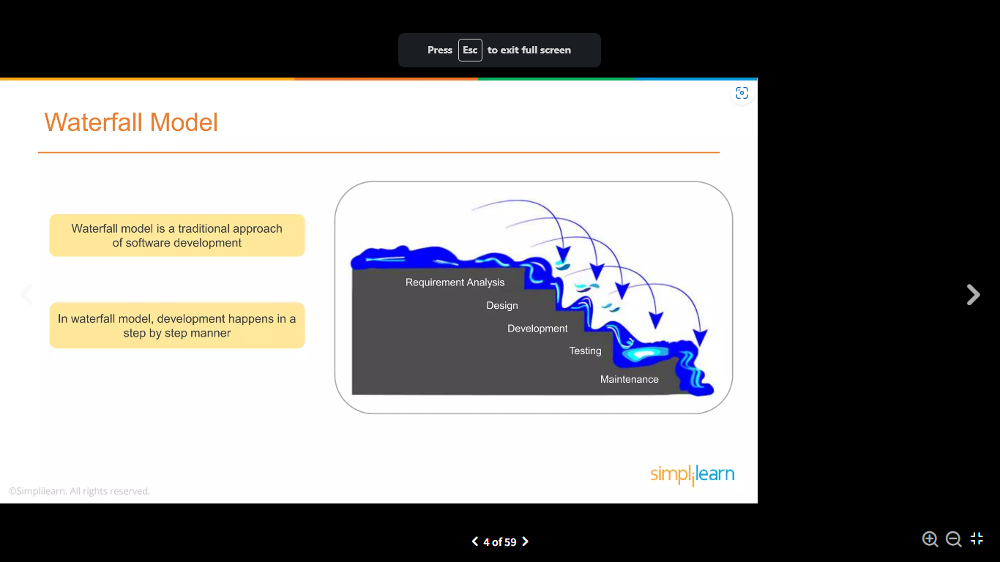 Press Esc to exit full screen
Waterfall Model
Waterfall model is a traditional approach
of software development
In waterfall model, development happens in a
step by step manner
Requirement Analysis
Design
Development
Testing
Maintenance
simplilearn
©Simplilearn. All rights reserved.
4 of 59